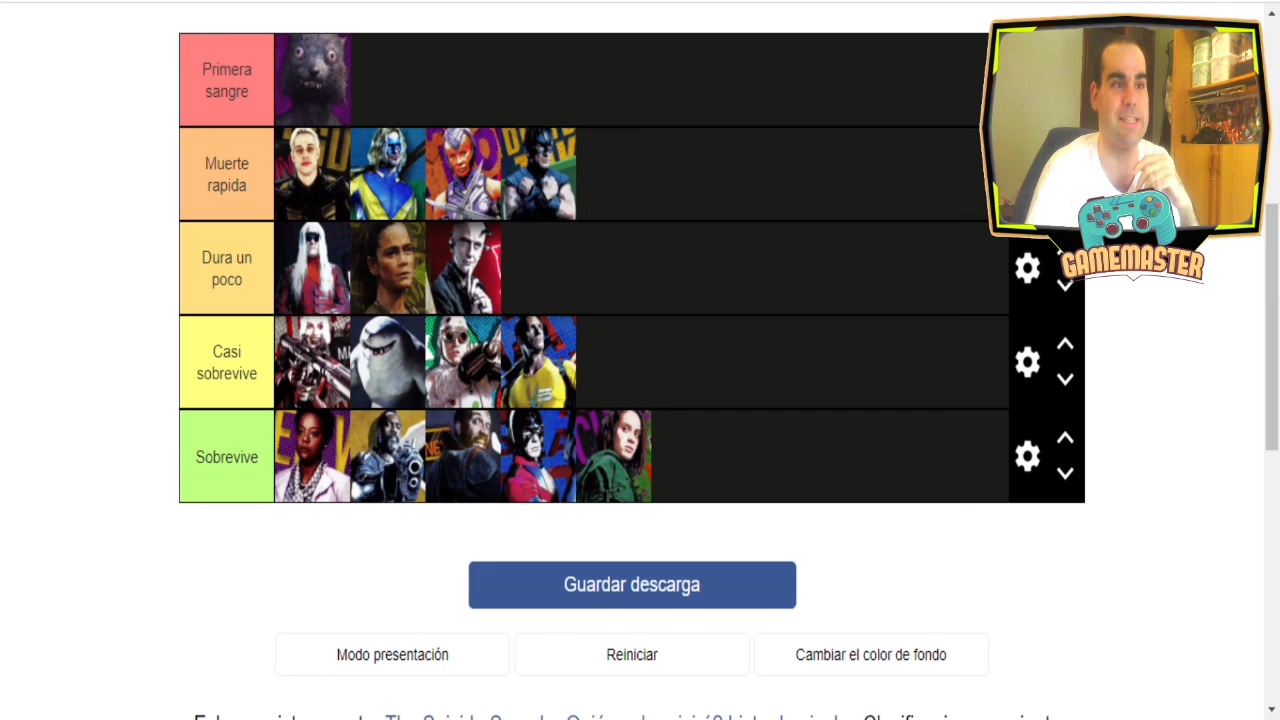 Primera
sangre
Muerte
rapida
Dura un
poco
Casi
sobrevive
Sobrevive
GAMEMASTER
Guardar descarga
Modo presentación
Reiniciar
Cambiar el color de fondo